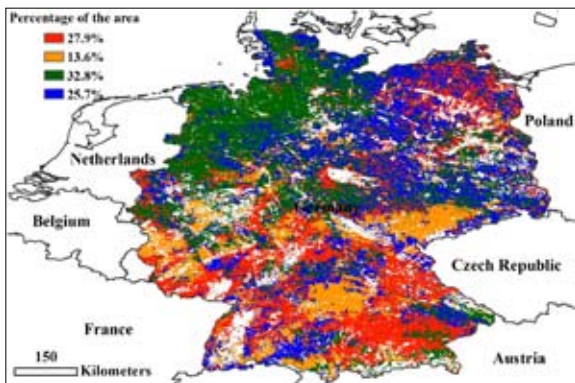 Percentage of the area
27.9%
13.6%
32.8%
25.7%
Poland
Netherlands
Germany
Belgium
Czech Republic
France
Austria
150
Kilometers